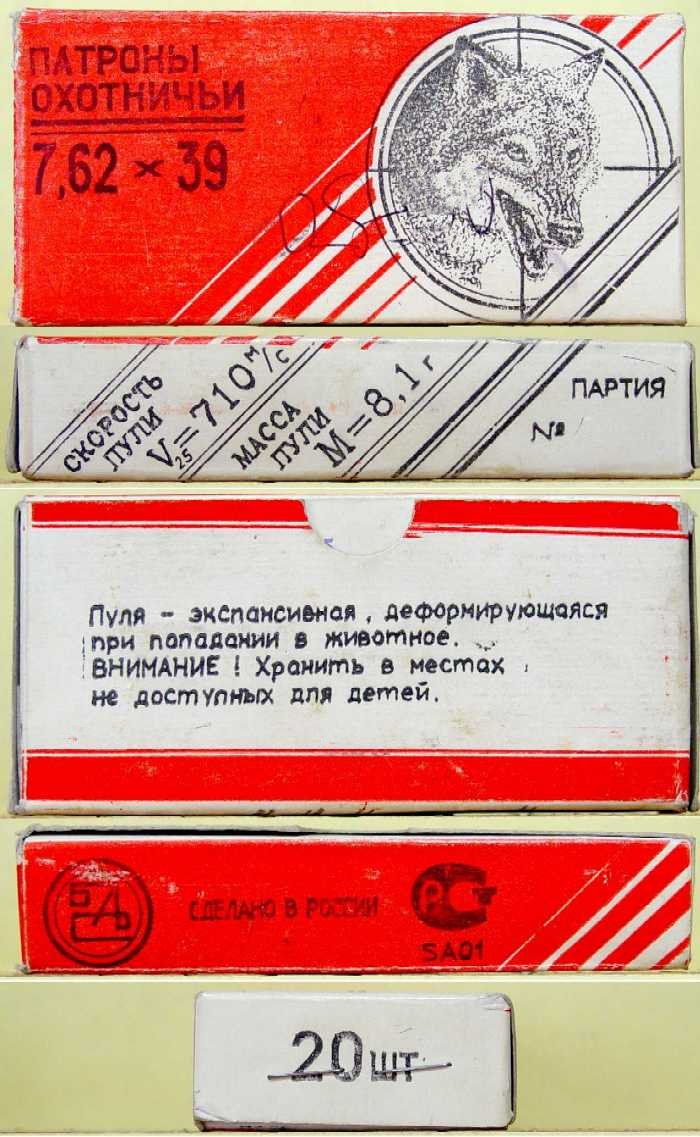 ПАТРОНЫ
ОХОТНИЧЬИ
7,62 × 39
СКОРОСТЬ
ПУЛИ
V₂₅=710 м/с
МАССА
ПУЛИ
М=8,1 г
ПАРТИЯ
№
Пуля - экспансивная, деформирующаяся
при попадании в животное.
ВНИМАНИЕ! Хранить в местах
не доступных для детей.
СДЕЛАНО В РОССИИ
РСТ
SA01
20 шт